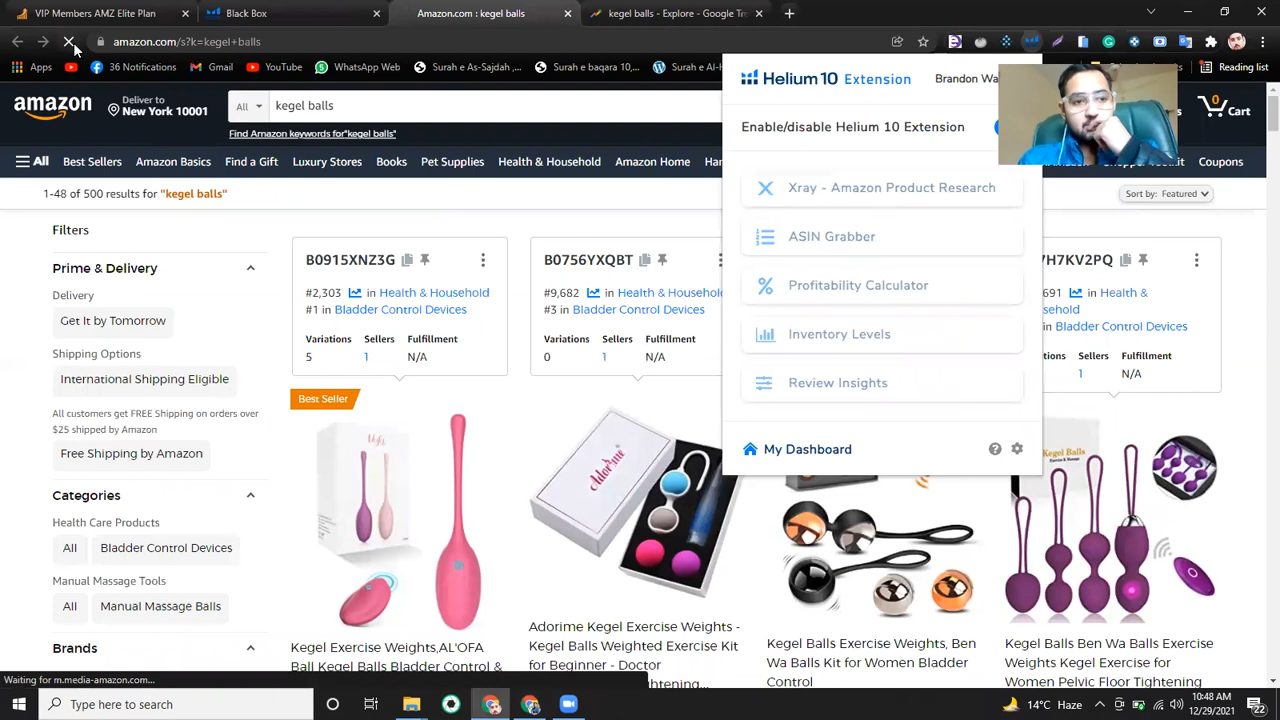 VIP Members of Amazon Deale
Black Box
Amazon.com : kegel balls
kegel balls - Explore - Google T
amazon.com/s?k=kegel+balls
Apps
36 Notifications
Gmail
YouTube
WhatsApp Web
Surah e As-Sajdah,
Surah e baqara 10,
Surah e Al-
Reading list
Helium 10 Extension
Brandon Wa
Enable/disable Helium 10 Extension
Xray - Amazon Product Research
ASIN Grabber
Profitability Calculator
Inventory Levels
Review Insights
My Dashboard
amazon
Deliver to
New York 10001
All
kegel balls
Find Amazon keywords for"kegel balls"
0
Cart
All
Best Sellers
Amazon Basics
Find a Gift
Luxury Stores
Books
Pet Supplies
Health & Household
Amazon Home
Coupons
1-48 of 500 results for "kegel balls"
Sort by: Featured
Filters
Prime & Delivery
Delivery
Get It by Tomorrow
Shipping Options
International Shipping Eligible
All customers get FREE Shipping on orders over
$25 shipped by Amazon
Free Shipping by Amazon
Categories
Health Care Products
All
Bladder Control Devices
Manual Massage Tools
All
Manual Massage Balls
Brands
B0915XNZ3G
#2,303 in Health & Household
#1 in Bladder Control Devices
Variations Sellers Fulfillment
5 1 N/A
Best Seller
Kegel Exercise Weights,AL'OFA
Ball Kegel Balls Bladder Control &
B0756YXQBT
#9,682 in Health & Househol
#3 in Bladder Control Devices
Variations Sellers Fulfillment
0 1 N/A
Adorime
Adorime Kegel Exercise Weights -
Kegel Balls Weighted Exercise Kit
for Beginner - Doctor
Kegel Balls Exercise Weights, Ben
Wa Balls Kit for Women Bladder
Control
7H7KV2PQ
691 in Health &
sehold
in Bladder Control Devices
Sellers Fulfillment
1 N/A
Kegel Balls
Kegel Balls Ben Wa Balls Exercise
Weights Kegel Exercise for
Women Pelvic Floor Tightening
Waiting for m.media-amazon.com...
Type here to search
14°C Haze
10:48 AM
12/29/2021
22